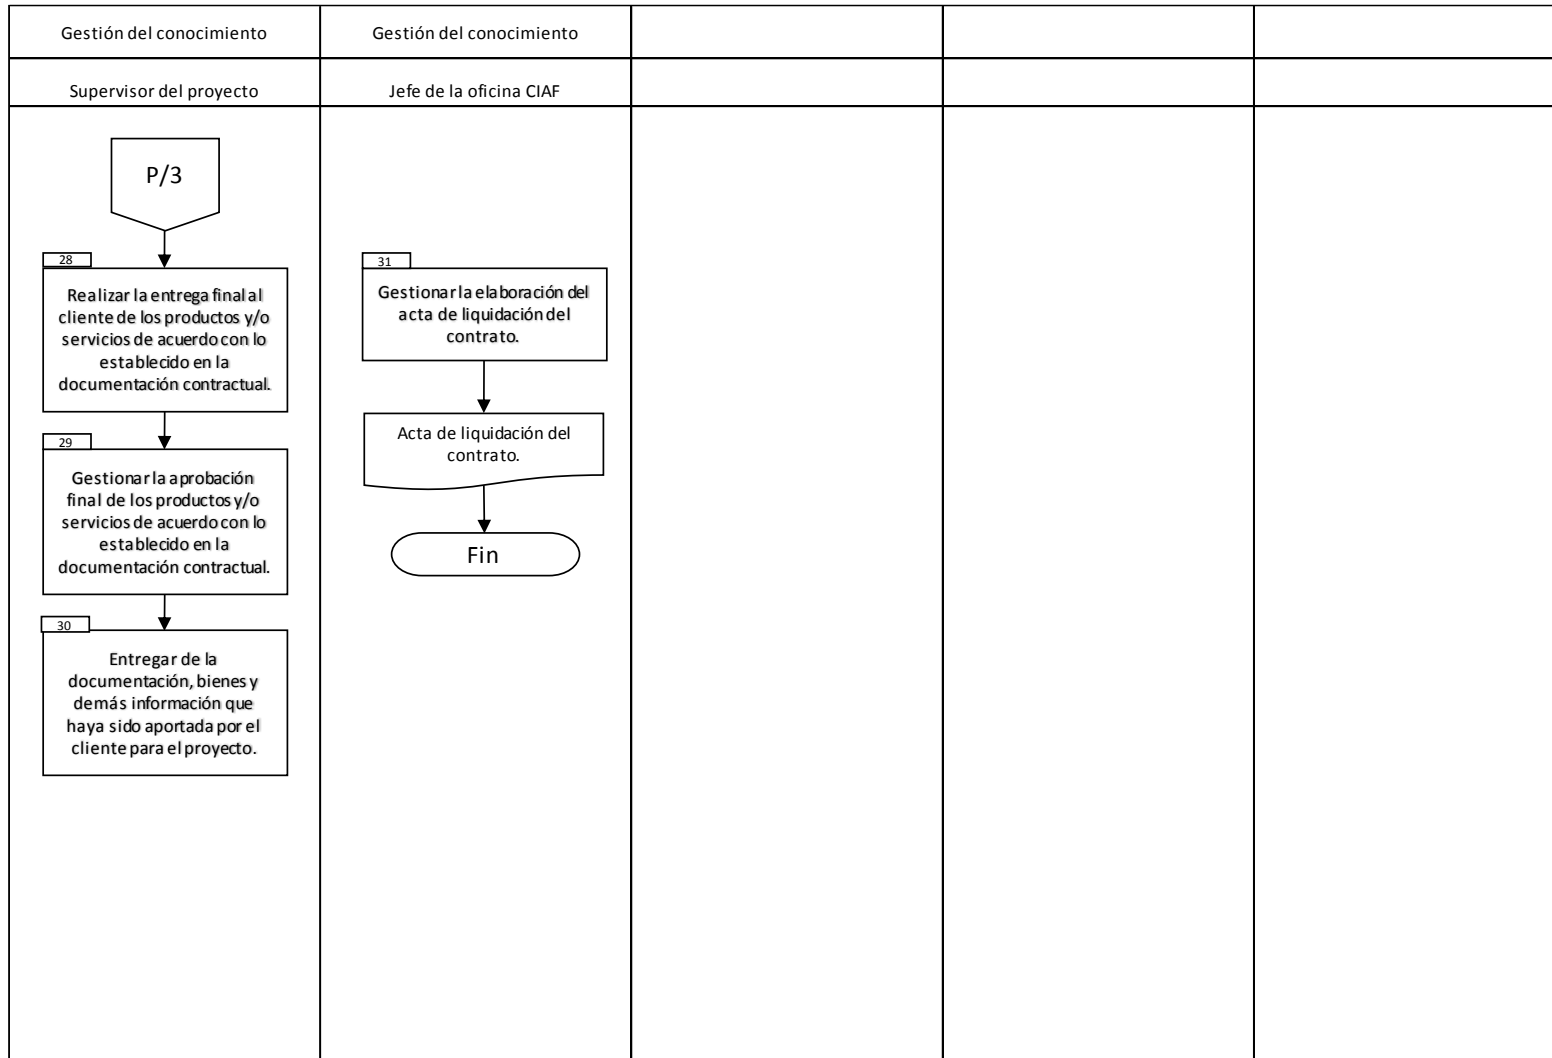 Gestión del conocimiento
Gestión del conocimiento
Supervisor del proyecto
Jefe de la oficina CIAF
P/3
28
Realizar la entrega final al
cliente de los productos y/o
servicios de acuerdo con lo
establecido en la
documentación contractual.
29
Gestionar la aprobación
final de los productos y/o
servicios de acuerdo con lo
establecido en la
documentación contractual.
30
Entregar de la
documentación, bienes y
demás información que
haya sido aportada por el
cliente para el proyecto.
31
Gestionar la elaboración del
acta de liquidación del
contrato.
Acta de liquidación del
contrato.
Fin